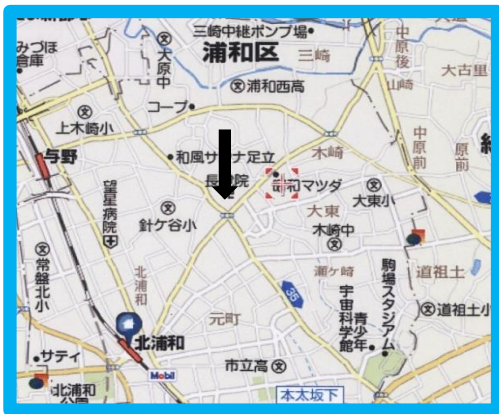 三崎中継ポンプ場
みづほ
倉庫
大原中
浦和区
三崎
中原後
山崎
大古里
浦和西高
コープ
上木崎小
与野
和風サウナ足立
木崎
中原前
原前
望星病院
浦和マツダ
針ケ谷小
大東
大東小
木崎中
常盤北小
北浦和
瀬ヶ崎
駒場スタジアム
道祖土
35
元町
宇宙科学館
青少年
道祖土小
北浦和
サティ
市立高
Mobil
北浦和
公園
本太坂下